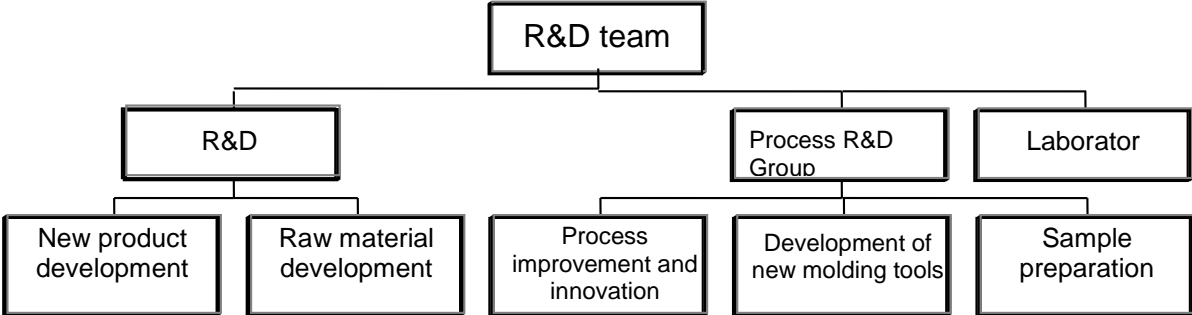 R&D team
R&D
Process R&D
Group
Laborator
New product
development
Raw material
development
Process
improvement and
innovation
Development of
new molding tools
Sample
preparation